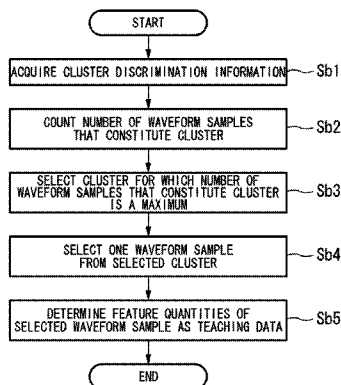 START
ACQUIRE CLUSTER DISCRIMINATION INFORMATION
Sb1
COUNT NUMBER OF WAVEFORM SAMPLES
THAT CONSTITUTE CLUSTER
Sb2
SELECT CLUSTER FOR WHICH NUMBER OF
WAVEFORM SAMPLES THAT CONSTITUTE CLUSTER
IS A MAXIMUM
Sb3
SELECT ONE WAVEFORM SAMPLE
FROM SELECTED CLUSTER
Sb4
DETERMINE FEATURE QUANTITIES OF
SELECTED WAVEFORM SAMPLE AS TEACHING DATA
Sb5
END